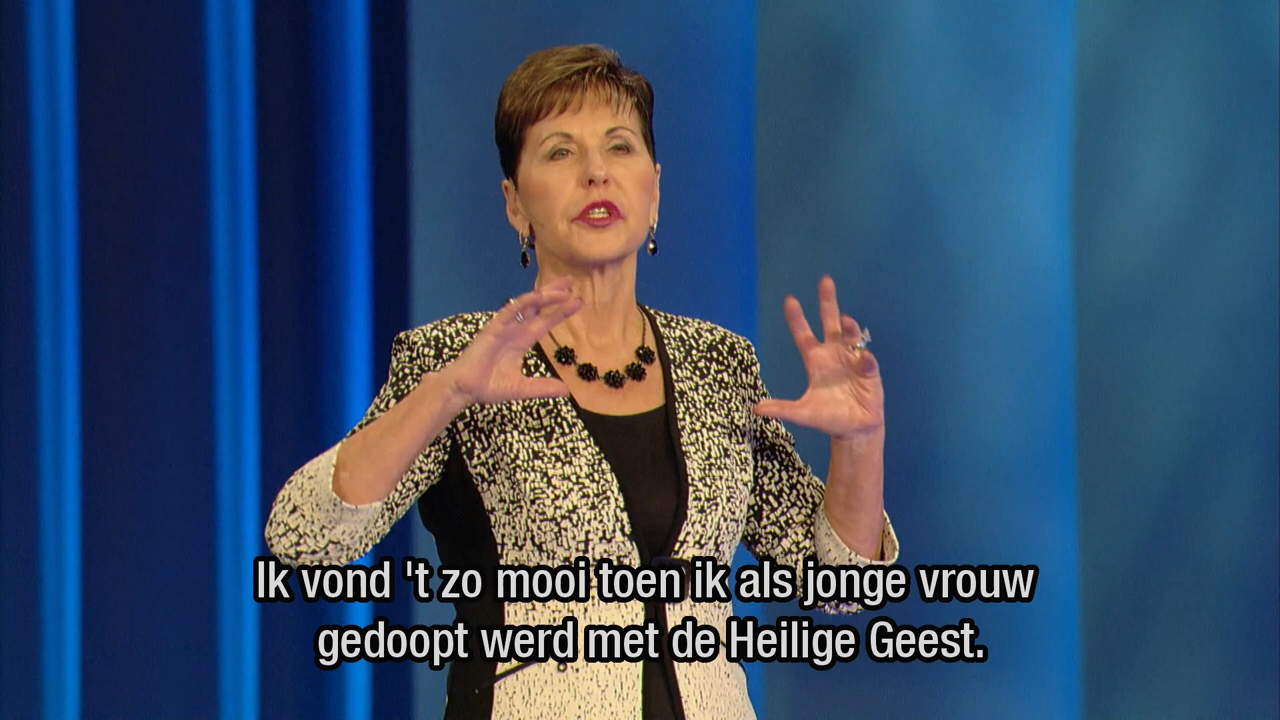 Ik vond 't zo mooi toen ik als jonge vrouw
gedoopt werd met de Heilige Geest.